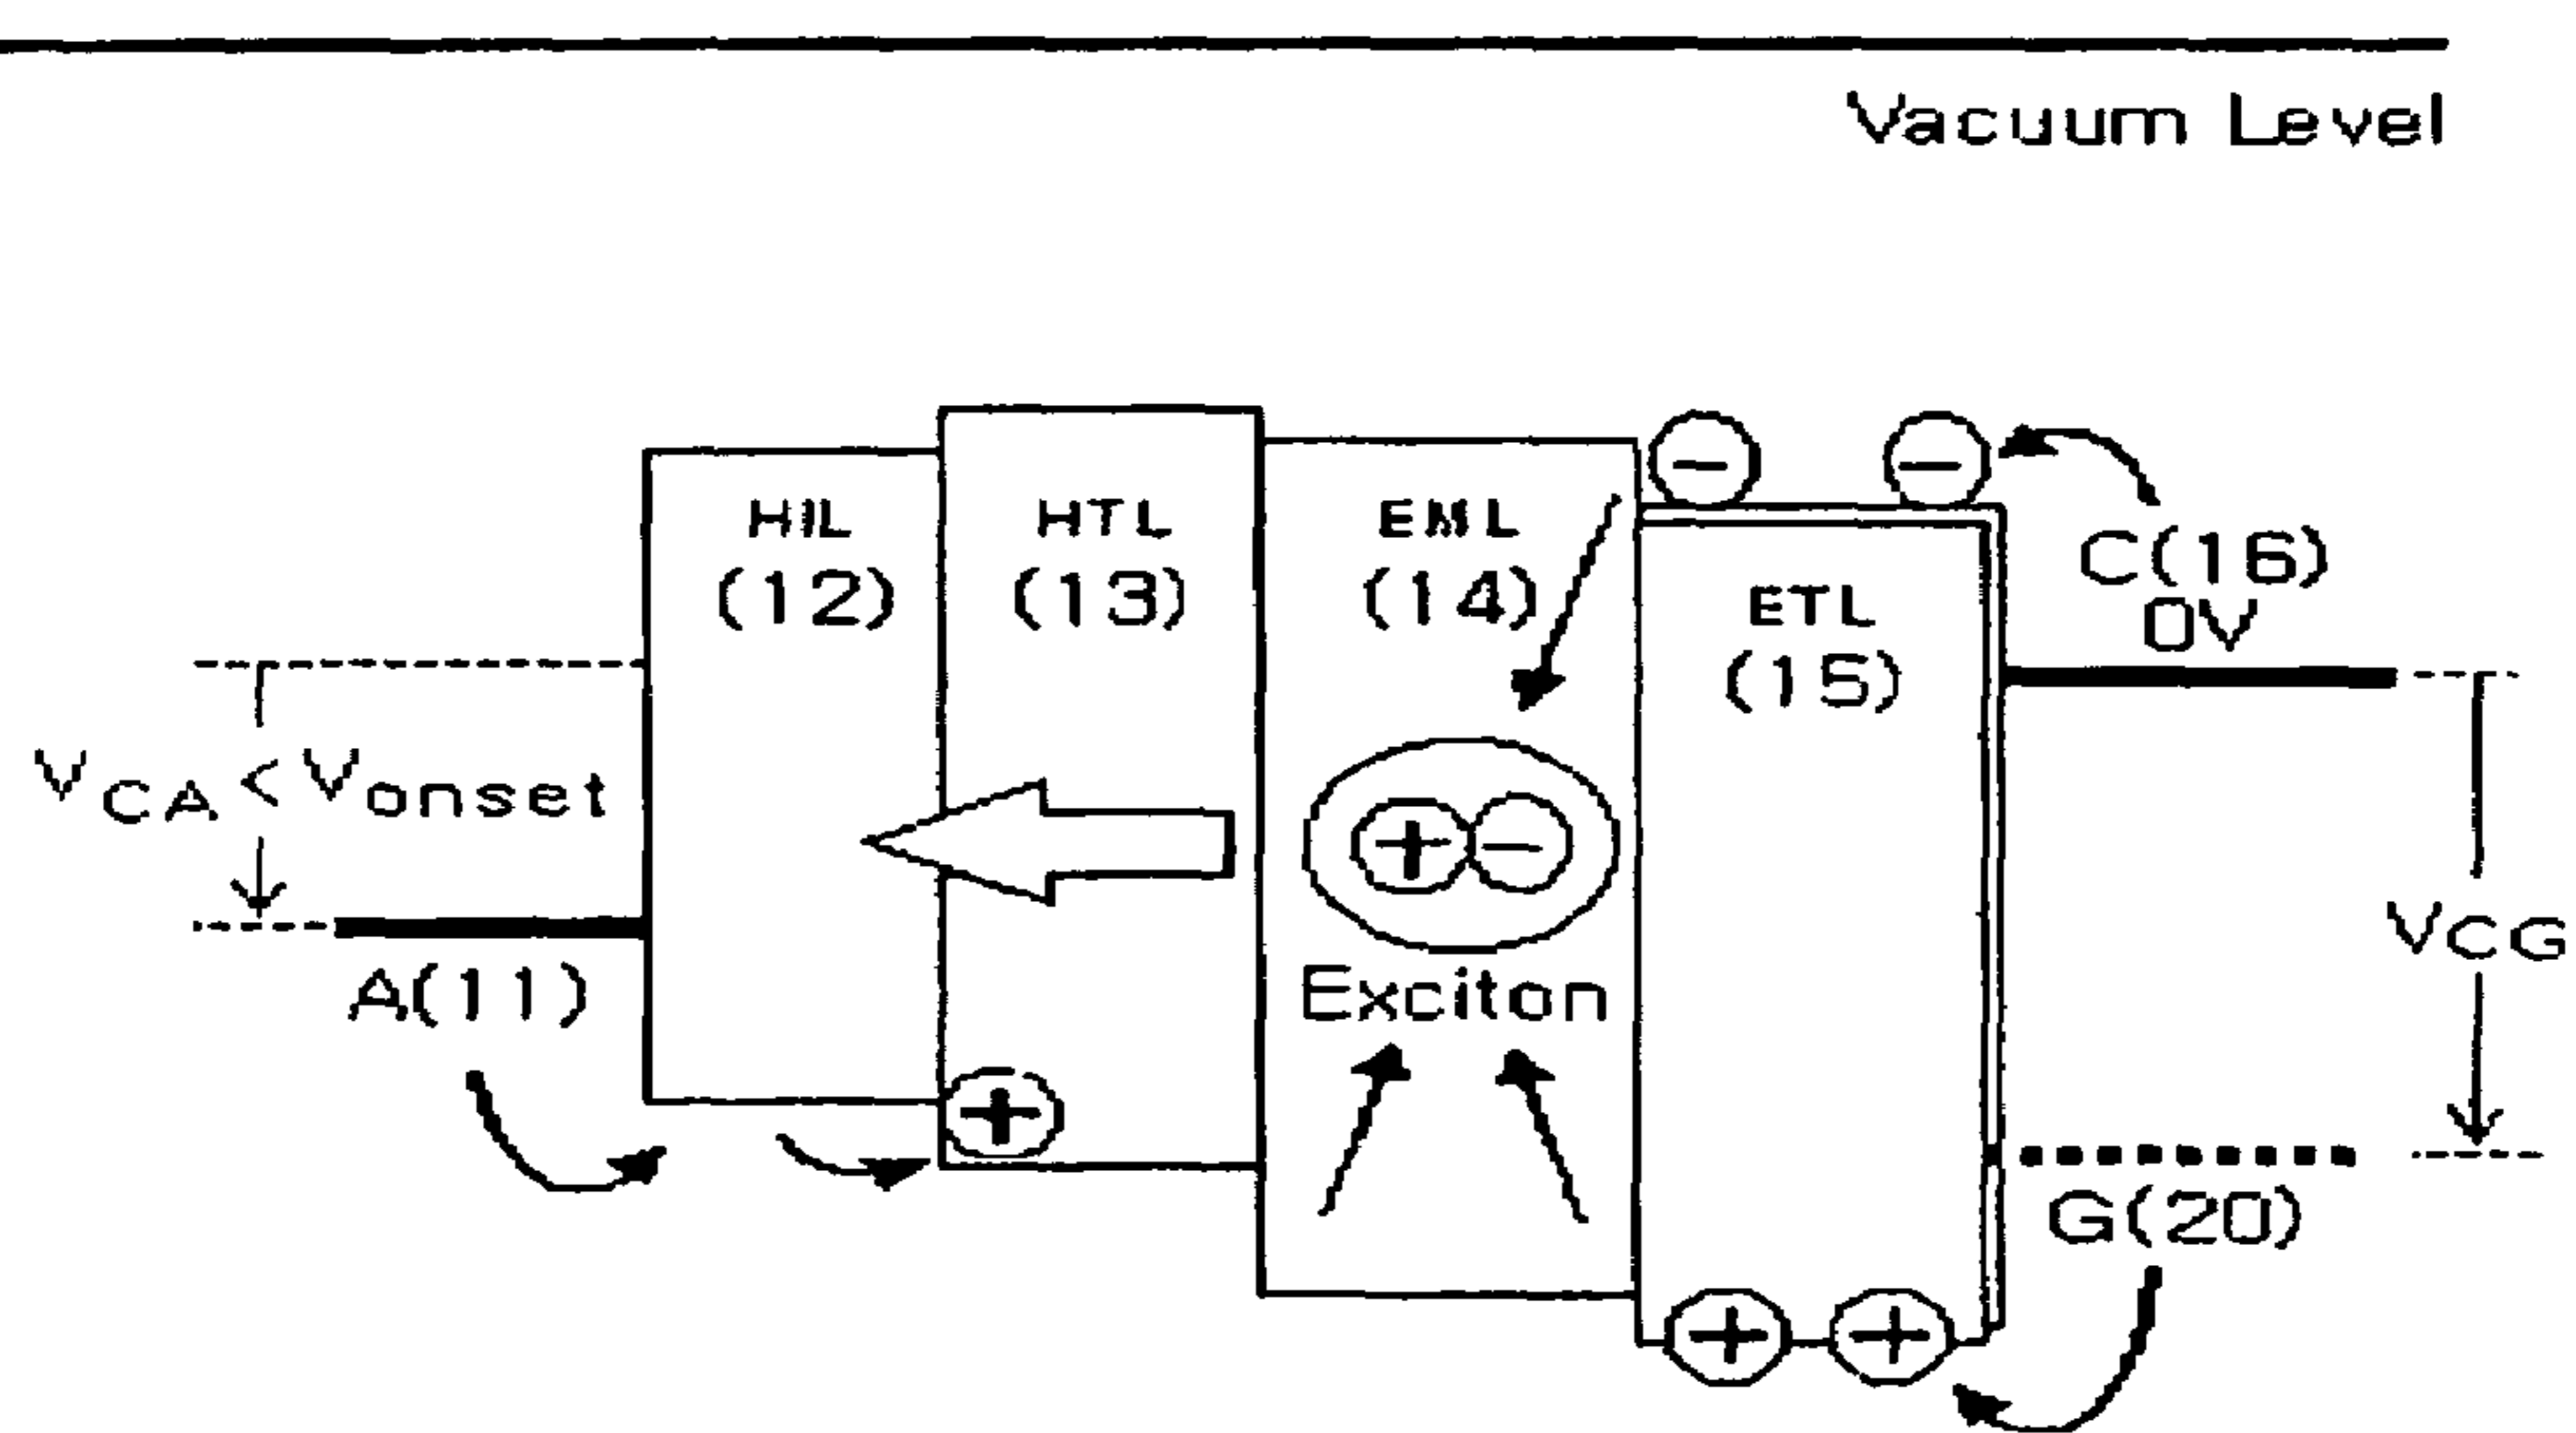 Vacuum Level
HIL
(12)
HTL
(13)
EML
(14)
ETL
(15)
C(16)
0V
VCA < Vonset
A(11)
Exciton
VCG
G(20)
− −
+ −
+
+ +